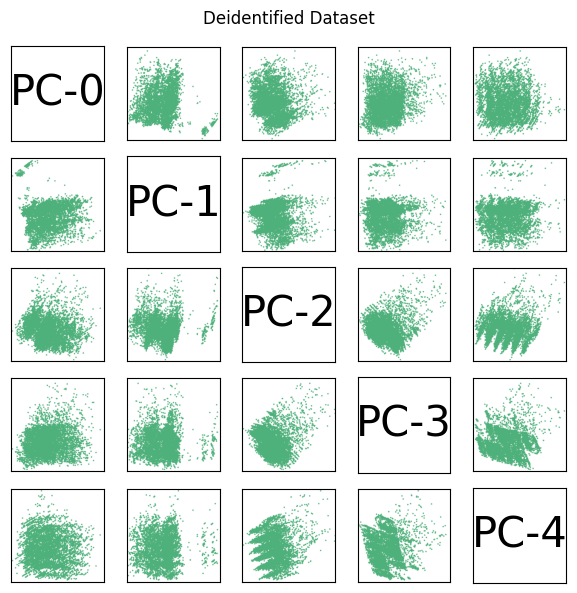 Deidentified Dataset
PC-0
PC-1
PC-2
PC-3
PC-4